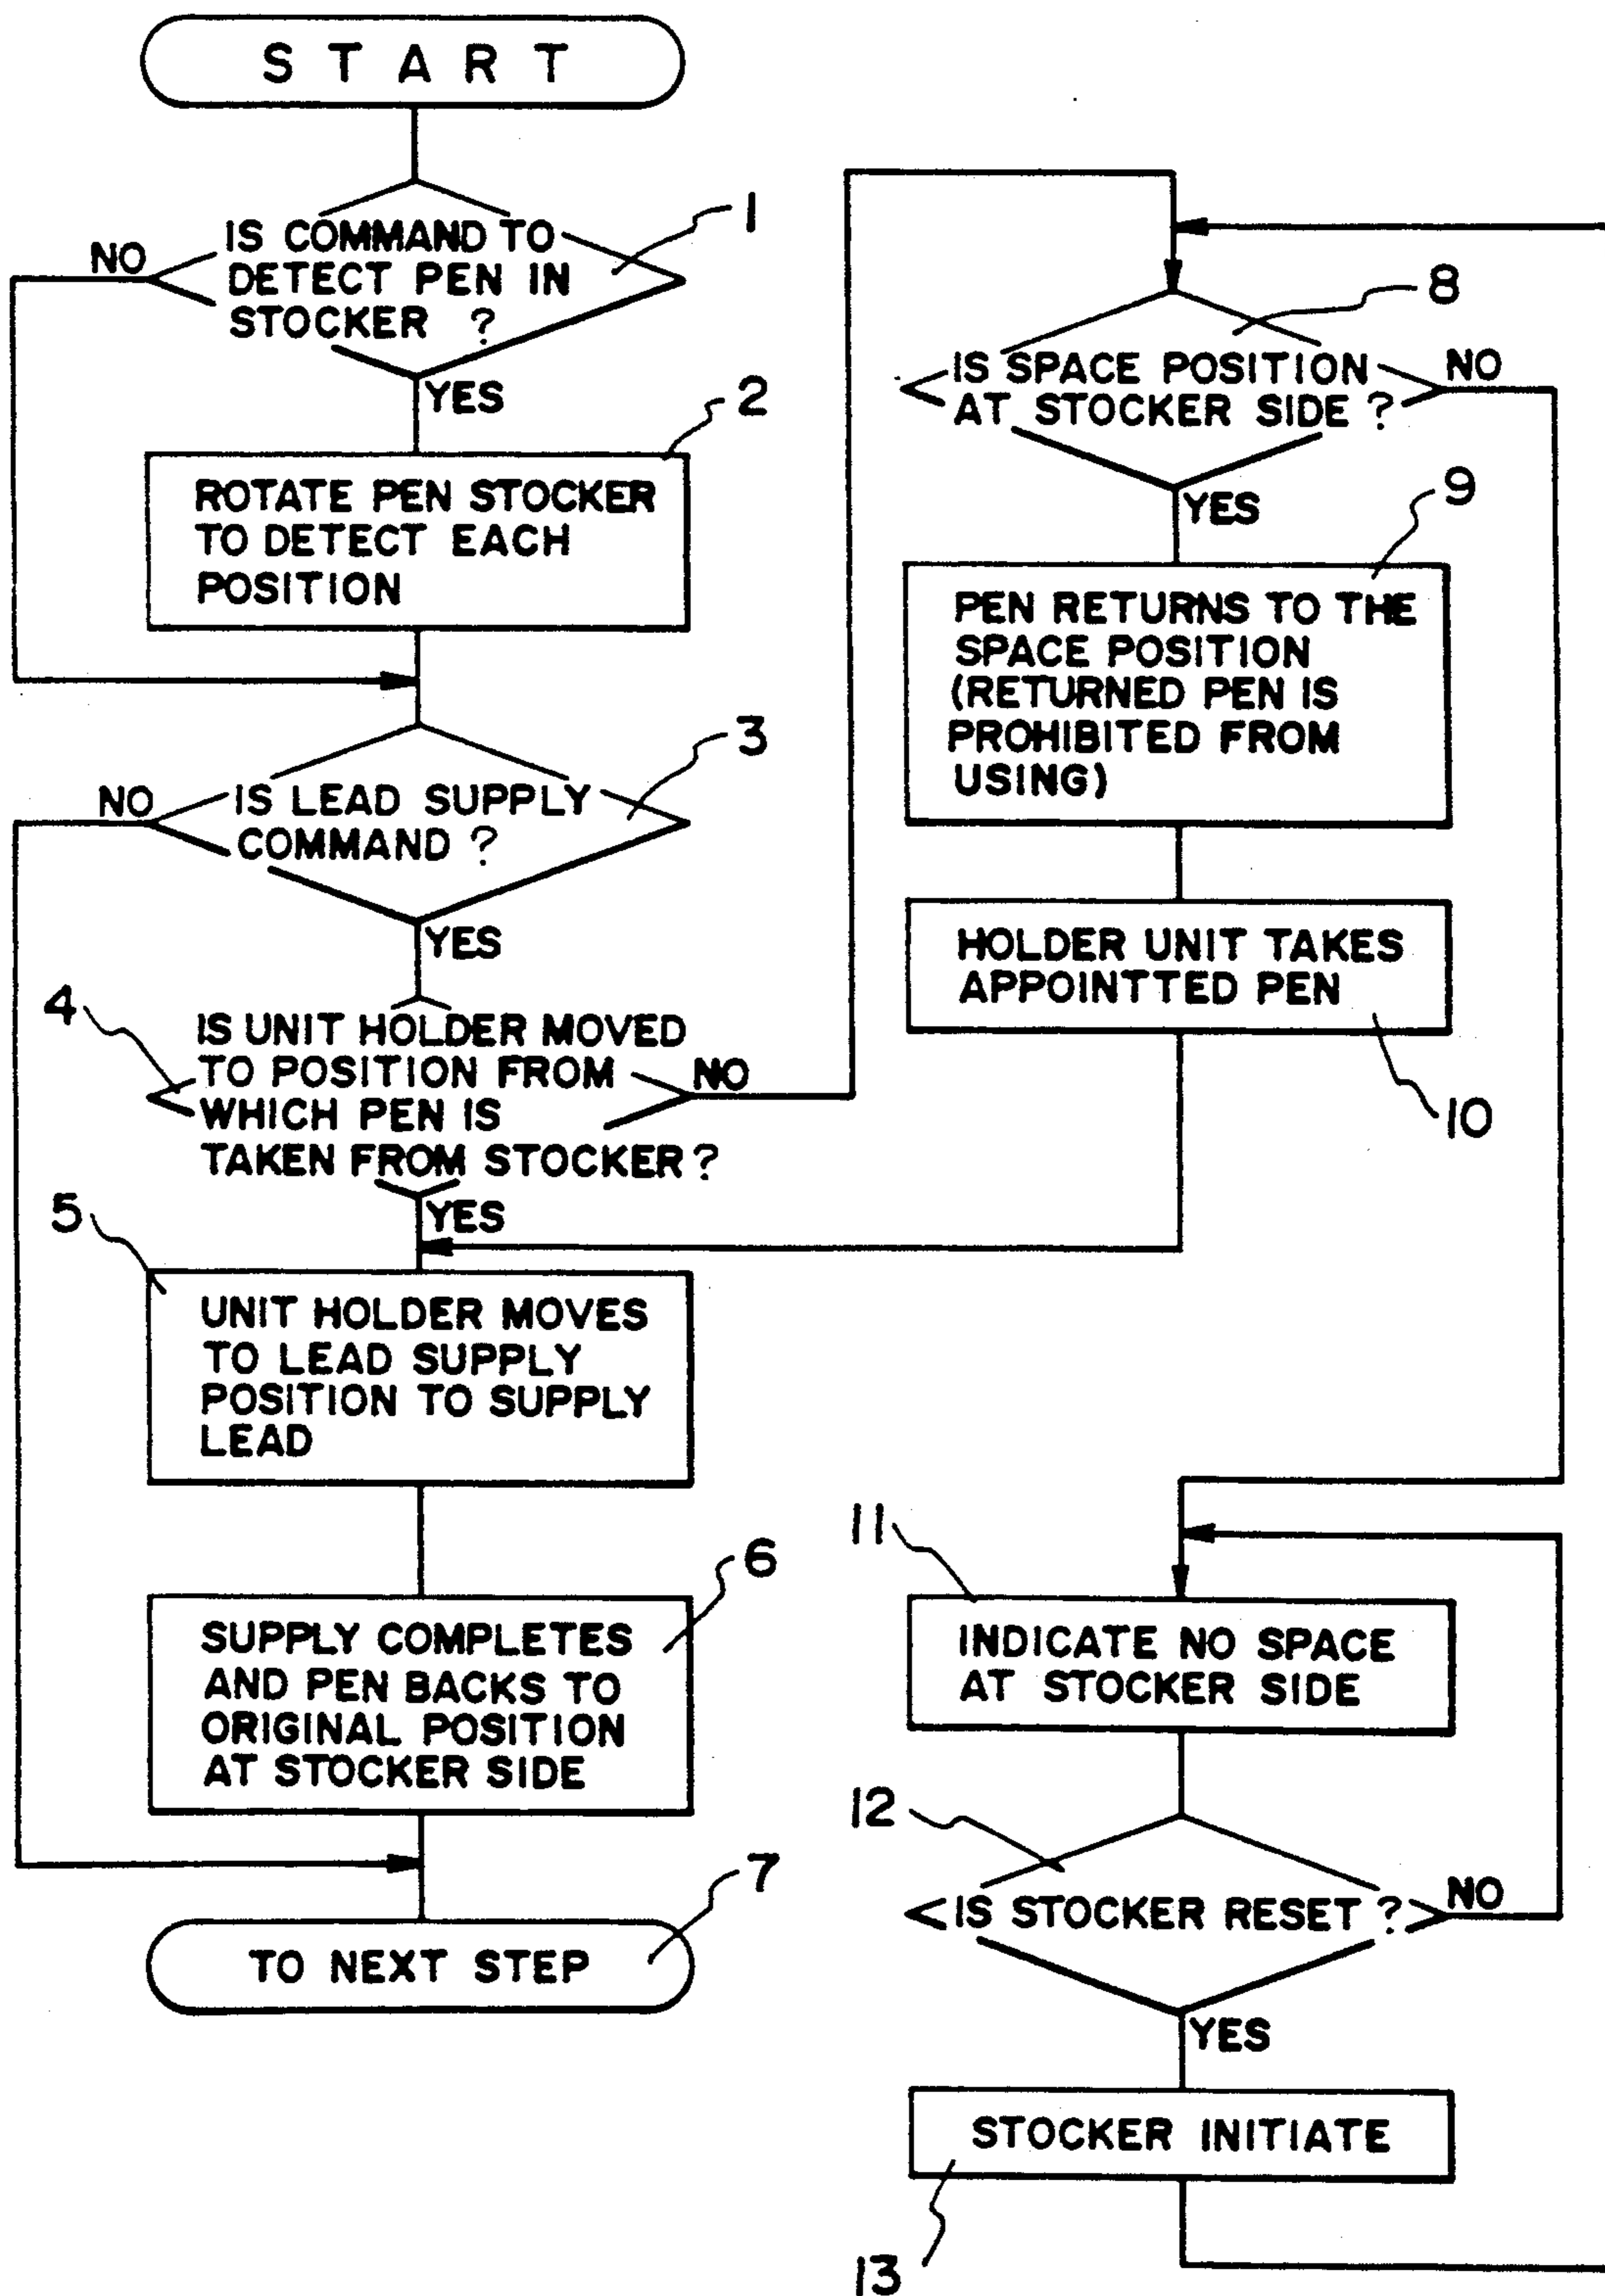 START
1
IS COMMAND TO
DETECT PEN IN
STOCKER ?
NO
YES
2
ROTATE PEN STOCKER
TO DETECT EACH
POSITION
3
NO
IS LEAD SUPPLY
COMMAND ?
YES
4
IS UNIT HOLDER MOVED
TO POSITION FROM
WHICH PEN IS
TAKEN FROM STOCKER ?
NO
YES
5
UNIT HOLDER MOVES
TO LEAD SUPPLY
POSITION TO SUPPLY
LEAD
6
SUPPLY COMPLETES
AND PEN BACKS TO
ORIGINAL POSITION
AT STOCKER SIDE
7
TO NEXT STEP
8
IS SPACE POSITION
AT STOCKER SIDE ?
NO
YES
9
PEN RETURNS TO THE
SPACE POSITION
(RETURNED PEN IS
PROHIBITED FROM
USING)
HOLDER UNIT TAKES
APPOINTTED PEN
10
11
INDICATE NO SPACE
AT STOCKER SIDE
12
IS STOCKER RESET ?
NO
YES
STOCKER INITIATE
13